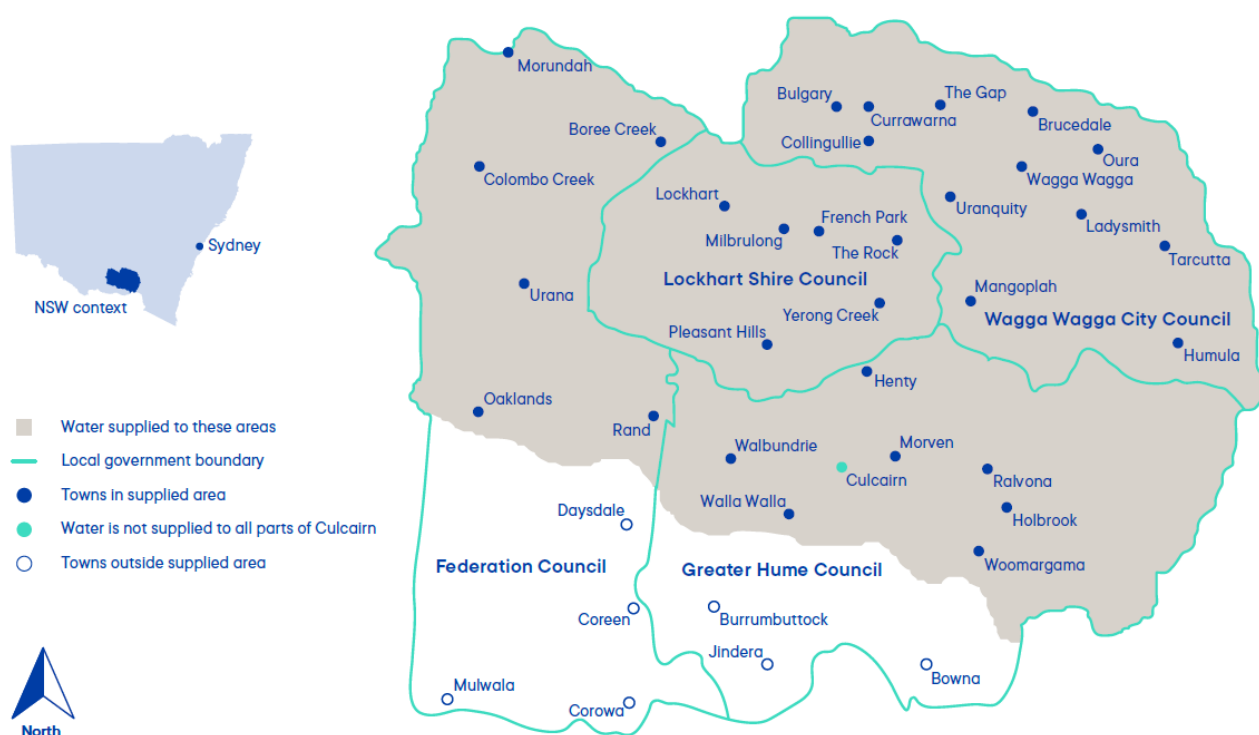 Morundah
Bulgary
The Gap
Currawarna
Brucedale
Boree Creek
Collingullie
Oura
Colombo Creek
Wagga Wagga
Lockhart
Uranquity
French Park
Ladysmith
Milbrulong
The Rock
Tarcutta
Sydney
Lockhart Shire Council
Mangoplah
Urana
NSW context
Yerong Creek
Wagga Wagga City Council
Pleasant Hills
Humula
Henty
Oaklands
Rand
Water supplied to these areas
Local government boundary
Towns in supplied area
Water is not supplied to all parts of Culcairn
Towns outside supplied area
Walbundrie
Morven
Culcairn
Ralvona
Walla Walla
Holbrook
Daysdale
Woomargama
Federation Council
Greater Hume Council
Coreen
Burrumbuttock
Jindera
Bowna
Mulwala
Corowa
North